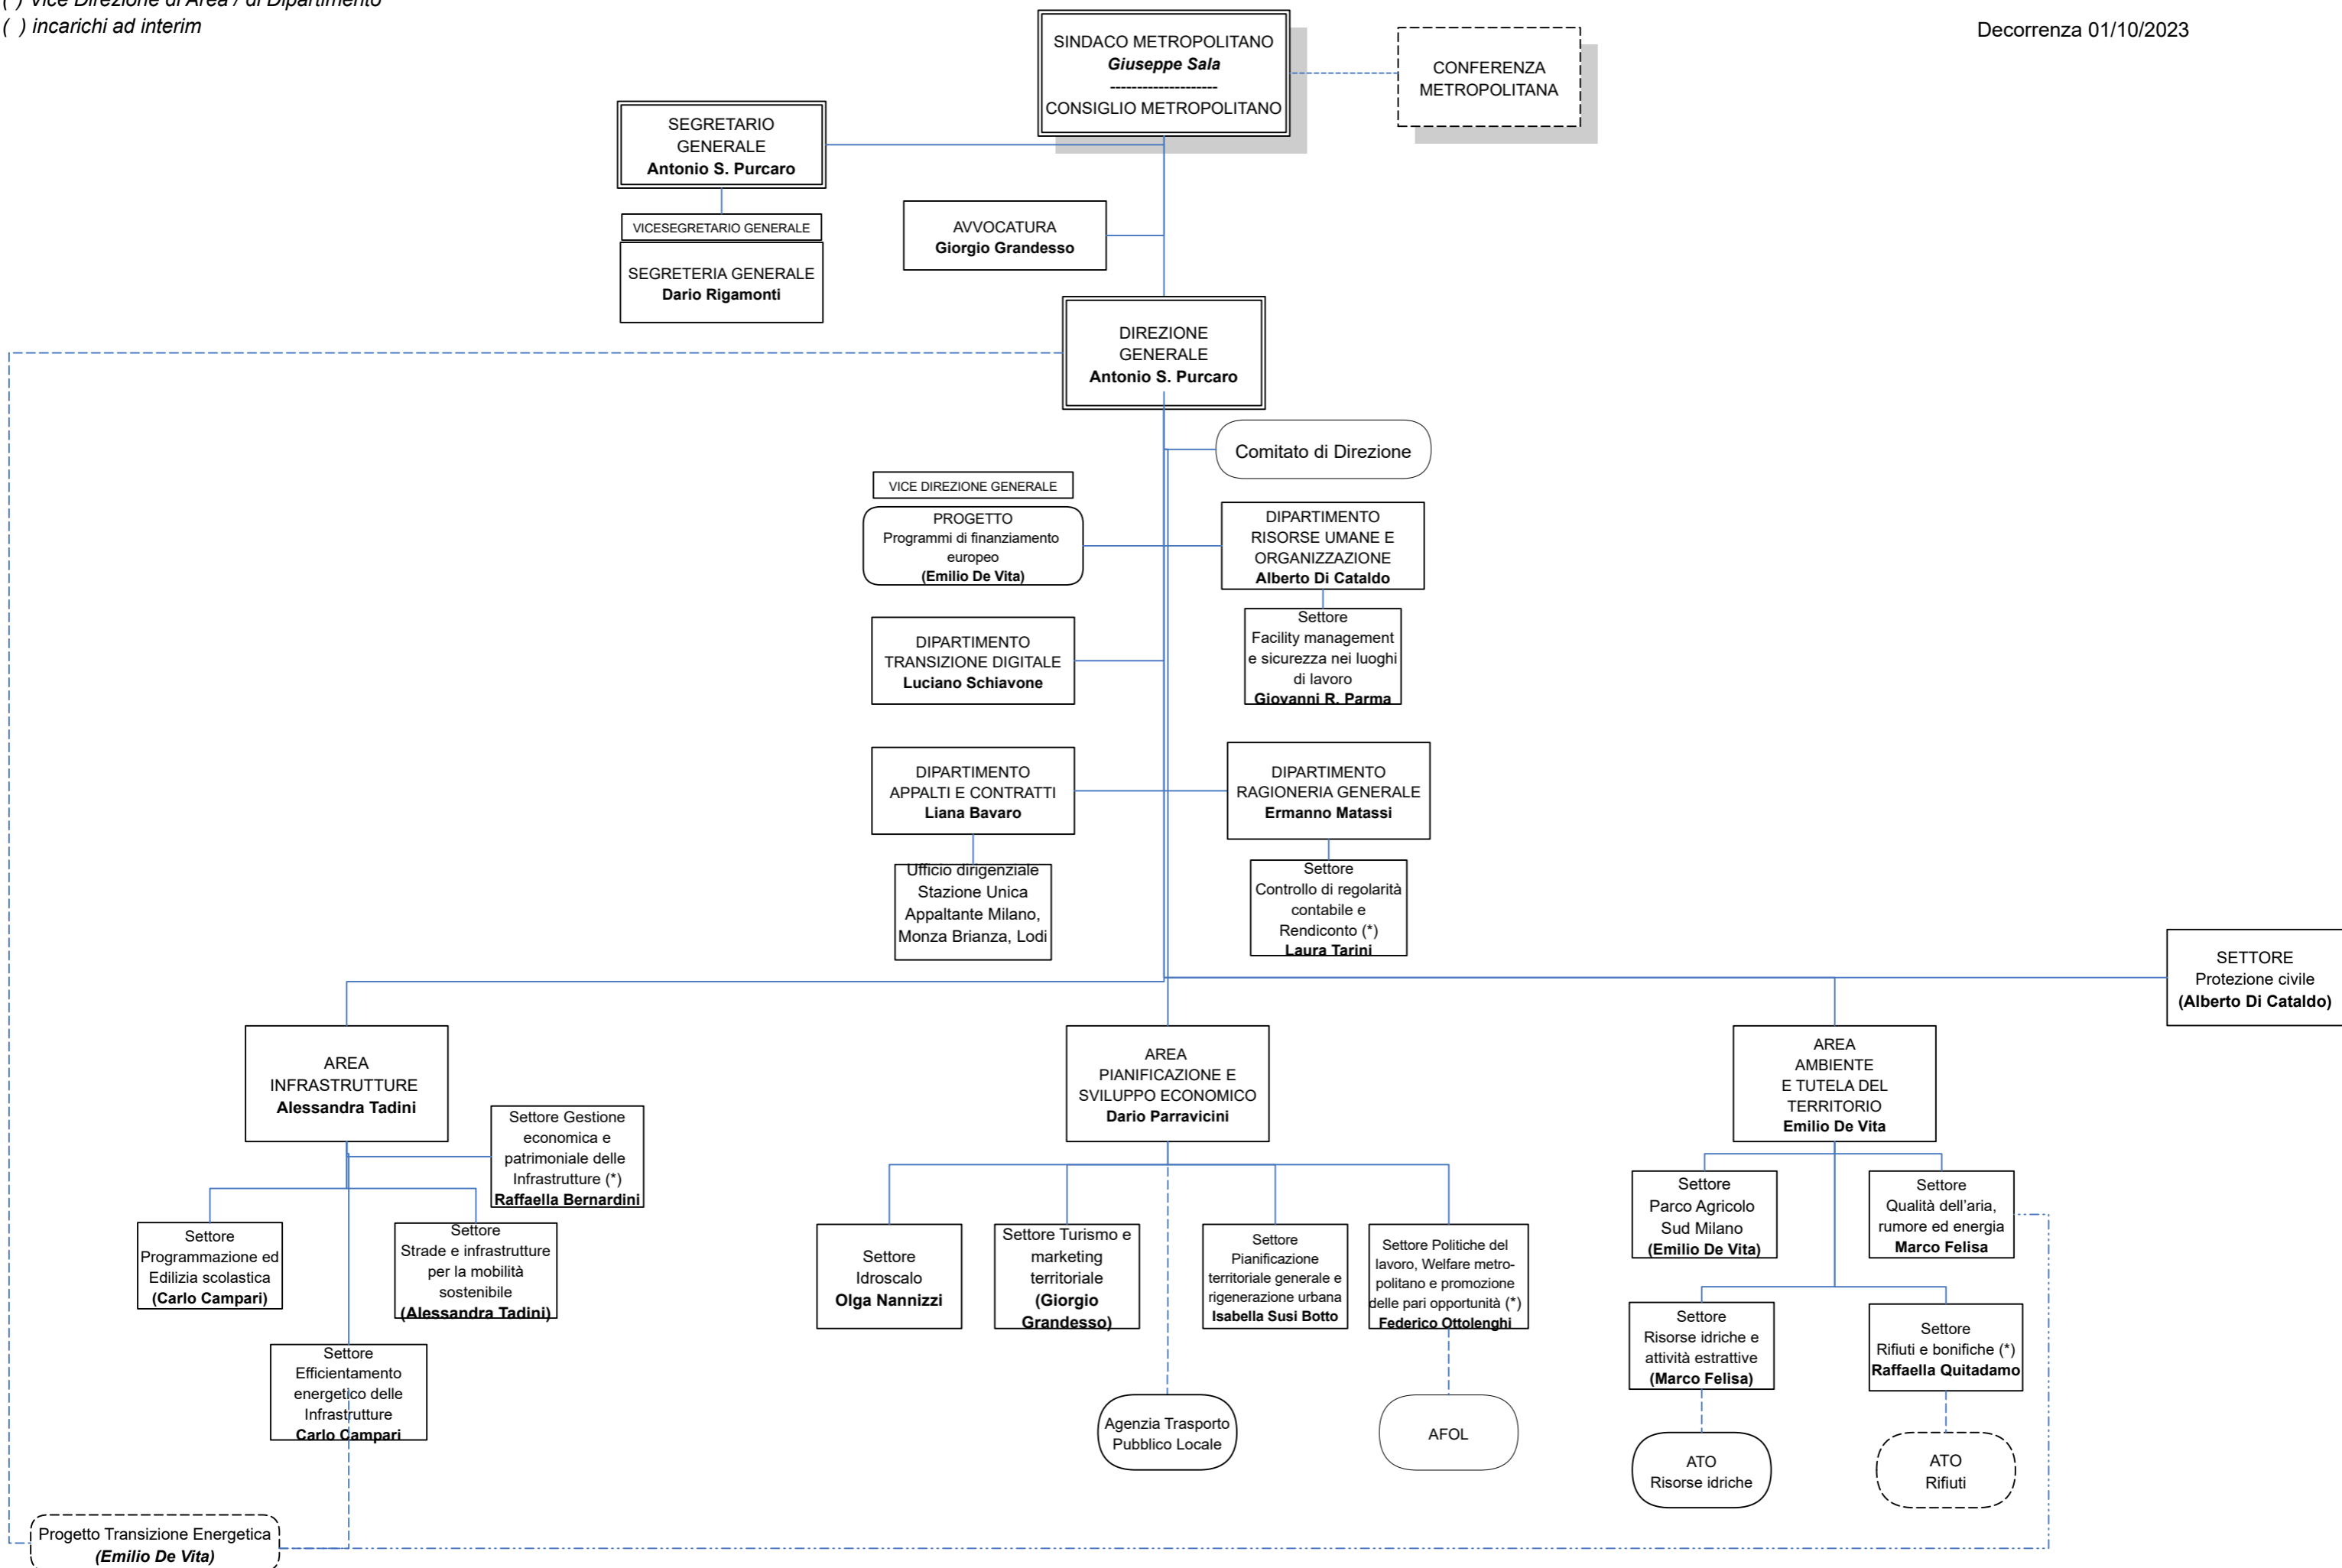 (*) Vice Direzione di Area / di Dipartimento
( ) incarichi ad interim
Decorrenza 01/10/2023
SINDACO METROPOLITANO
Giuseppe Sala
--------------------
CONSIGLIO METROPOLITANO
CONFERENZA
METROPOLITANA
SEGRETARIO
GENERALE
Antonio S. Purcaro
VICESEGRETARIO GENERALE
SEGRETERIA GENERALE
Dario Rigamonti
AVVOCATURA
Giorgio Grandesso
DIREZIONE
GENERALE
Antonio S. Purcaro
Comitato di Direzione
VICE DIREZIONE GENERALE
PROGETTO
Programmi di finanziamento
europeo
(Emilio De Vita)
DIPARTIMENTO
RISORSE UMANE E
ORGANIZZAZIONE
Alberto Di Cataldo
Settore
Facility management
e sicurezza nei luoghi
di lavoro
Giovanni R. Parma
DIPARTIMENTO
TRANSIZIONE DIGITALE
Luciano Schiavone
DIPARTIMENTO
APPALTI E CONTRATTI
Liana Bavaro
DIPARTIMENTO
RAGIONERIA GENERALE
Ermanno Matassi
Ufficio dirigenziale
Stazione Unica
Appaltante Milano,
Monza Brianza, Lodi
Settore
Controllo di regolarità
contabile e
Rendiconto (*)
Laura Tarini
SETTORE
Protezione civile
(Alberto Di Cataldo)
AREA
INFRASTRUTTURE
Alessandra Tadini
Settore Gestione
economica e
patrimoniale delle
Infrastrutture (*)
Raffaella Bernardini
Settore
Programmazione ed
Edilizia scolastica
(Carlo Campari)
Settore
Strade e infrastrutture
per la mobilità
sostenibile
(Alessandra Tadini)
Settore
Efficientamento
energetico delle
Infrastrutture
Carlo Campari
AREA
PIANIFICAZIONE E
SVILUPPO ECONOMICO
Dario Parravicini
Settore
Idroscalo
Olga Nannizzi
Settore Turismo e
marketing
territoriale
(Giorgio
Grandesso)
Settore
Pianificazione
territoriale generale e
rigenerazione urbana
Isabella Susi Botto
Settore Politiche del
lavoro, Welfare metro-
politano e promozione
delle pari opportunità (*)
Federico Ottolenghi
Agenzia Trasporto
Pubblico Locale
AFOL
AREA
AMBIENTE
E TUTELA DEL
TERRITORIO
Emilio De Vita
Settore
Parco Agricolo
Sud Milano
(Emilio De Vita)
Settore
Qualità dell'aria,
rumore ed energia
Marco Felisa
Settore
Risorse idriche e
attività estrattive
(Marco Felisa)
Settore
Rifiuti e bonifiche (*)
Raffaella Quitadamo
ATO
Risorse idriche
ATO
Rifiuti
Progetto Transizione Energetica
(Emilio De Vita)